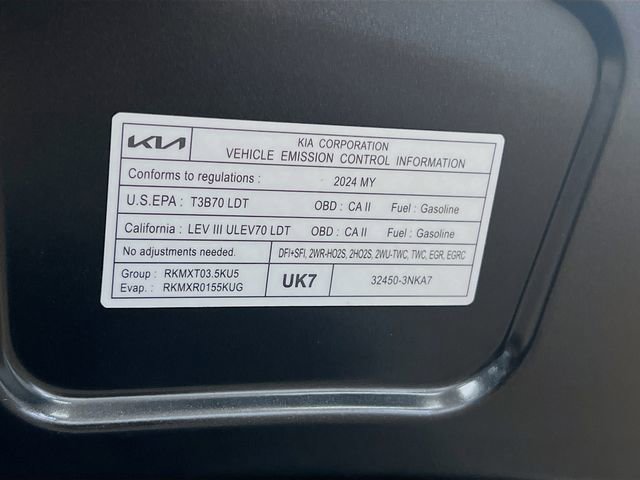 KIA
KIA CORPORATION
VEHICLE EMISSION CONTROL INFORMATION
Conforms to regulations : 2024 MY
U.S.EPA : T3B70 LDT OBD : CA II Fuel : Gasoline
California : LEV III ULEV70 LDT OBD : CA II Fuel : Gasoline
No adjustments needed. DFI+SFI, 2WR-HO2S, 2HO2S, 2WU-TWC, TWC, EGR, EGRC
Group : RKMXT03.5KU5
Evap. : RKMXR0155KUG
UK7
32450-3NKA7